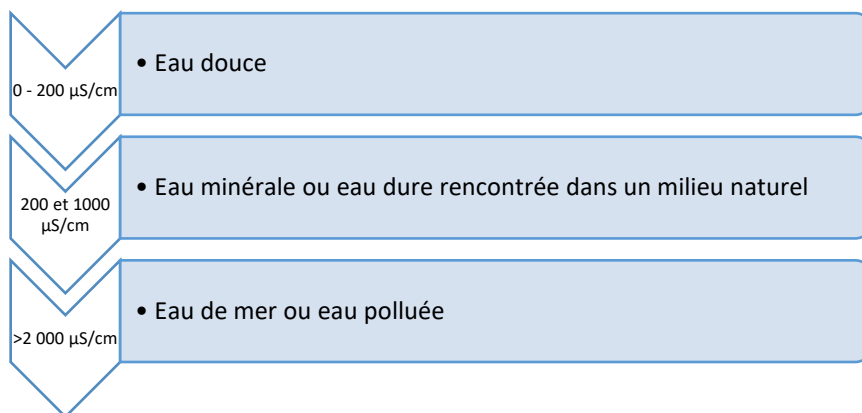 0 - 200 µS/cm
• Eau douce
200 et 1000
µS/cm
• Eau minérale ou eau dure rencontrée dans un milieu naturel
>2 000 µS/cm
• Eau de mer ou eau polluée